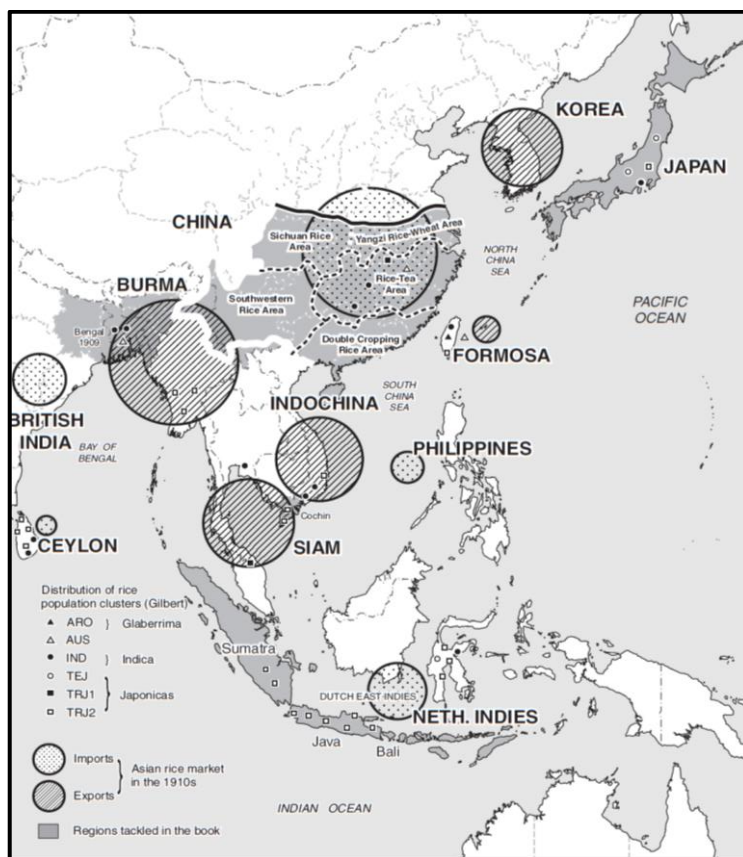 KOREA
JAPAN
CHINA
Sichuan Rice
Area
Yangzi Rice-Wheat Area
NORTH
CHINA
SEA
BURMA
Southwestern
Rice Area
Rice-Tea
Area
PACIFIC
OCEAN
Bengal
1909
Double Cropping
Rice Area
FORMOSA
INDOCHINA
SOUTH
CHINA
SEA
BRITISH
INDIA
BAY OF
BENGAL
PHILIPPINES
Cochin
CEYLON
SIAM
Distribution of rice
population clusters (Gilbert)
ARO } Glaberrima
AUS
IND } Indica
TEJ
TRJ1 } Japonicas
TRJ2
Sumatra
DUTCH EAST INDIES
NETH. INDIES
Java
Bali
Imports
Exports
Asian rice market
in the 1910s
INDIAN OCEAN
Regions tackled in the book